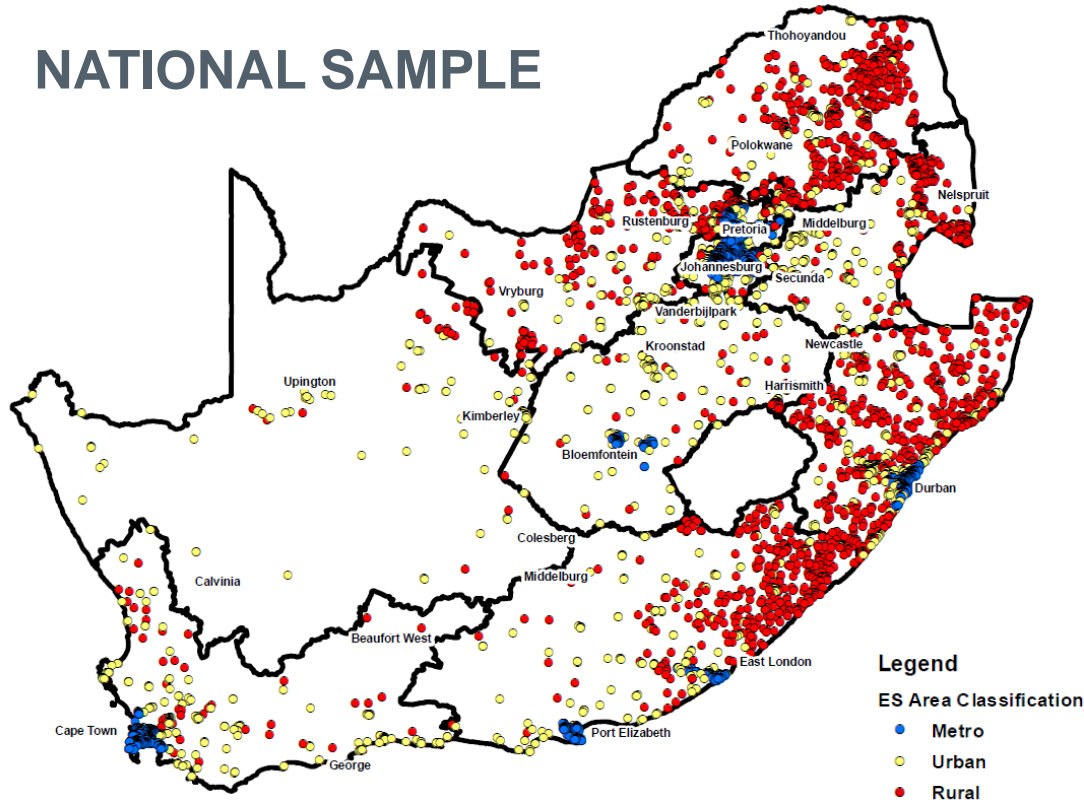 NATIONAL SAMPLE
Thohoyandou
Polokwane
Nelspruit
Rustenburg
Pretoria
Middelburg
Johannesburg
Secunda
Vryburg
Vanderbijlpark
Kroonstad
Newcastle
Upington
Harrismith
Kimberley
Bloemfontein
Durban
Colesberg
Middelburg
Calvinia
Beaufort West
East London
Cape Town
Port Elizabeth
George
Legend
ES Area Classification
Metro
Urban
Rural